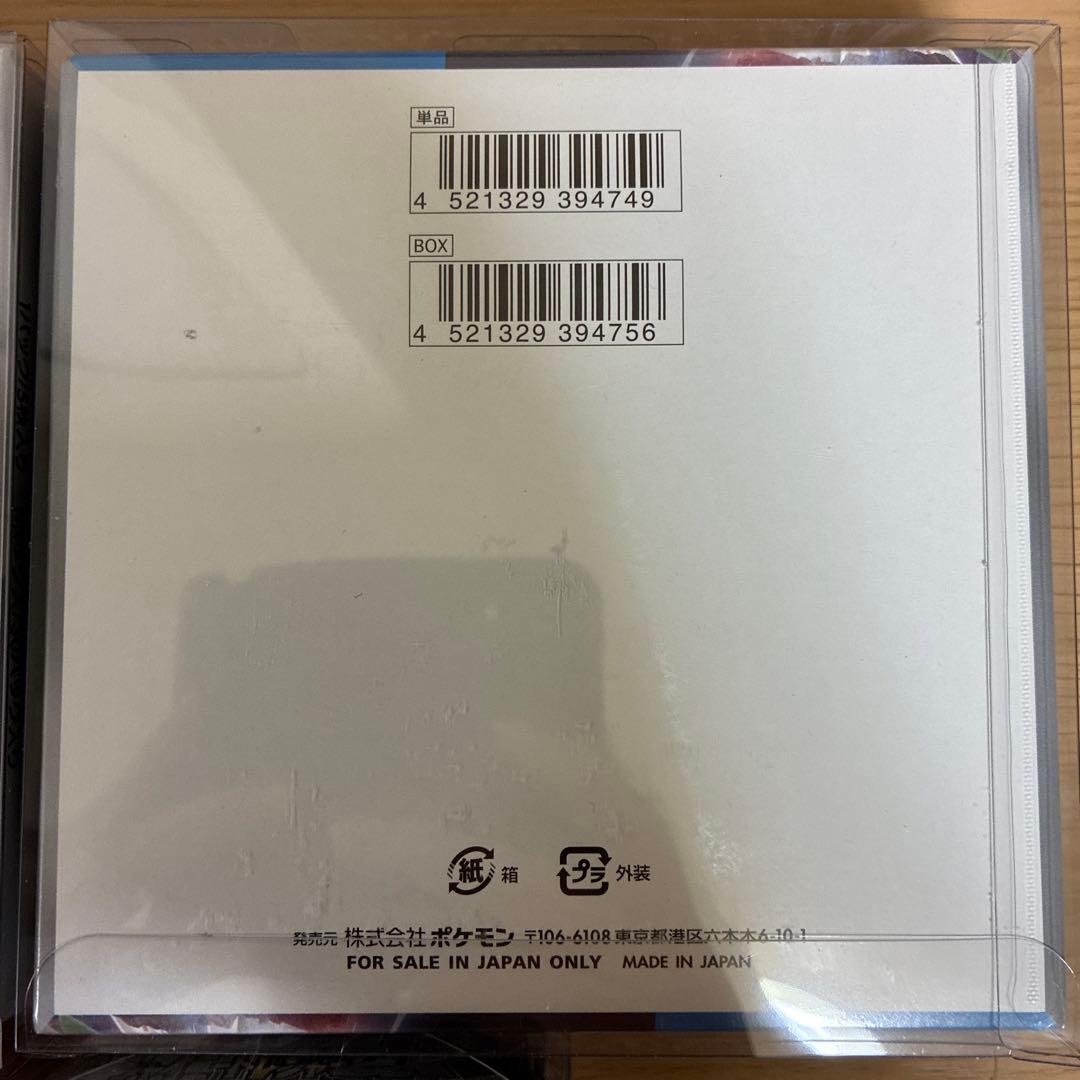 単品
4 521329 394749
BOX
4 521329 394756
紙 箱 プラ 外装
発売元 株式会社ポケモン 〒106-6108 東京都港区六本木6-10-1
FOR SALE IN JAPAN ONLY MADE IN JAPAN